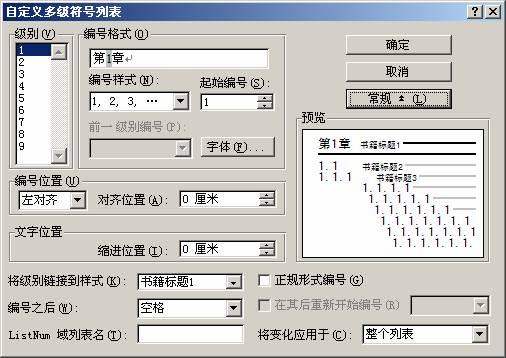 自定义多级符号列表
级别(V)
1
2
3
4
5
6
7
8
9
编号格式(O)
第1章↵
编号样式(N):
起始编号(S):
1, 2, 3, …
1
前一级别编号(P):
字体(F)...
确定
取消
常规 (L)
预览
第1章 书籍标题1
1.1 书籍标题2
1.1.1 书籍标题3
1.1.1.1
1.1.1.1.1
1.1.1.1.1.1
1.1.1.1.1.1.1
1.1.1.1.1.1.1.1
1.1.1.1.1.1.1.1.1
编号位置(U)
左对齐
对齐位置(A):
0 厘米
文字位置
缩进位置(I):
0 厘米
将级别链接到样式(K):
书籍标题1
正规形式编号(G)
编号之后(W):
空格
在其后重新开始编号(R)
ListNum 域列表名(T):
将变化应用于(C):
整个列表